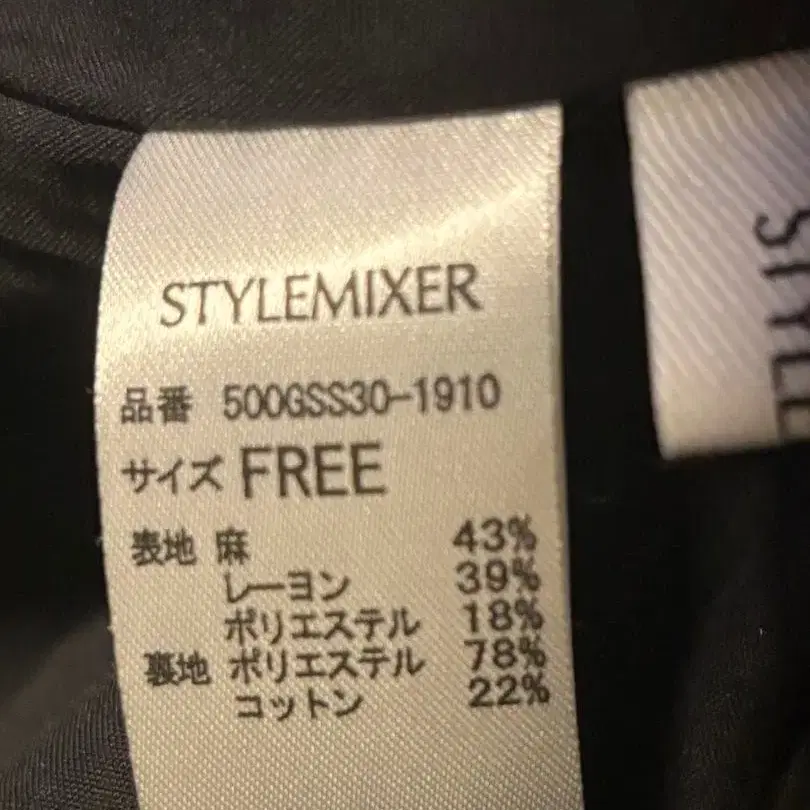 STYLEMIXER
品番 500GSS30-1910
サイズ FREE
表地 麻 43%
レーヨン 39%
ポリエステル 18%
裏地 ポリエステル 78%
コットン 22%
STYLE